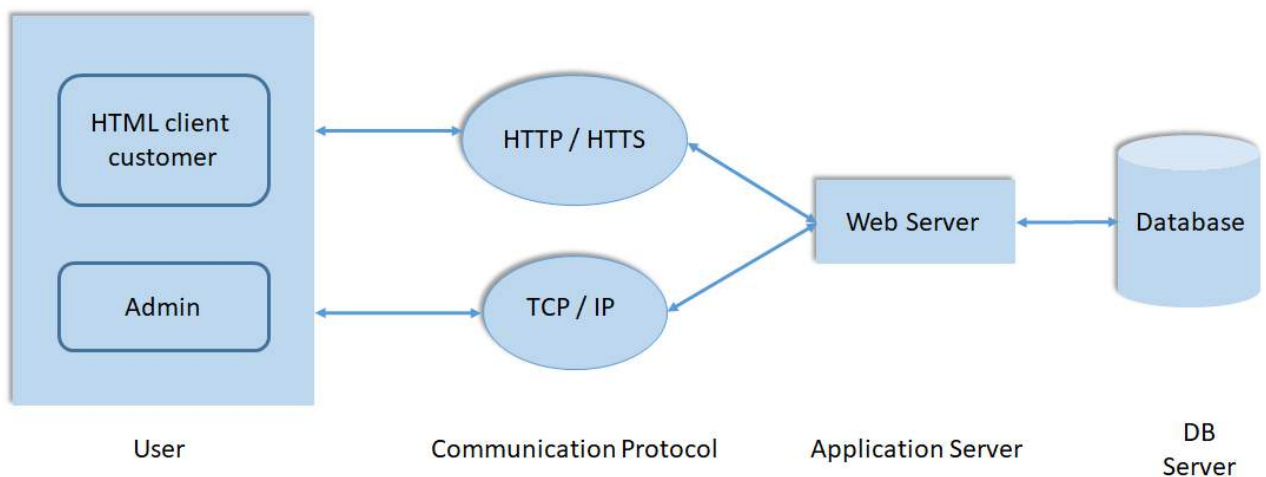 HTML client
customer
HTTP / HTTS
Web Server
Database
Admin
TCP / IP
User
Communication Protocol
Application Server
DB
Server